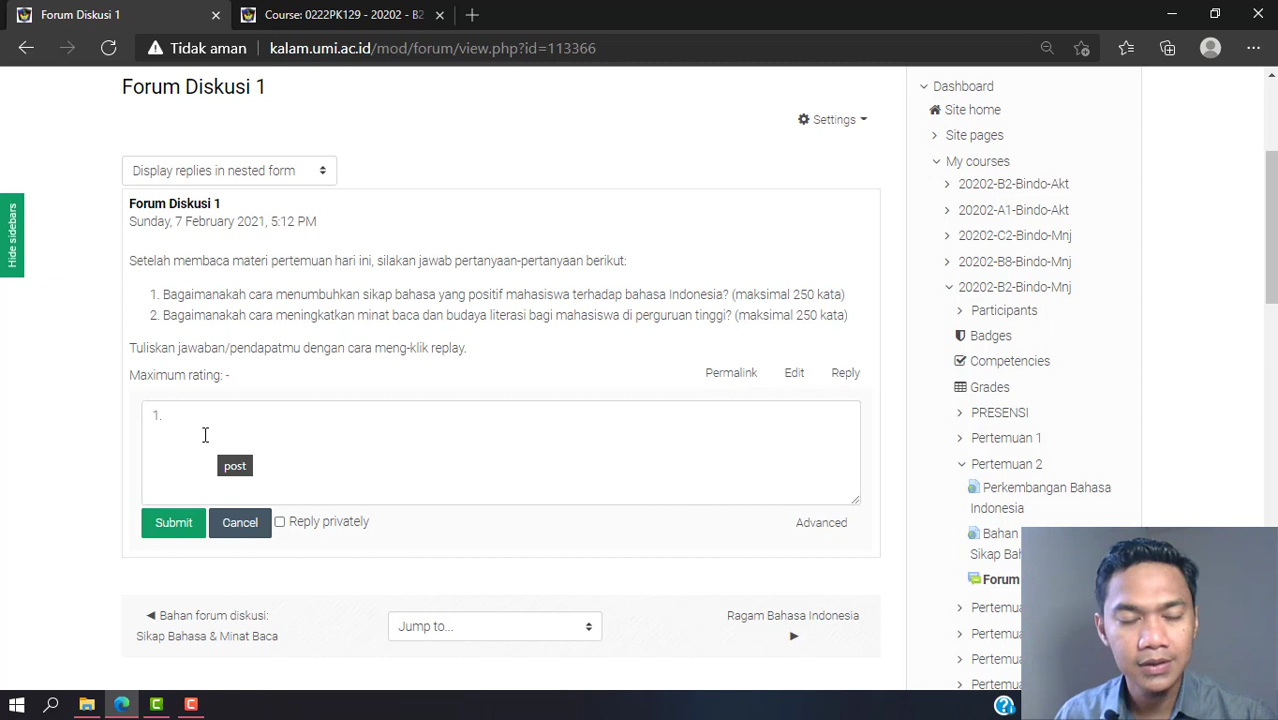 Forum Diskusi 1
Course: 0222PK129 - 20202 - B2
Tidak aman
kalam.umi.ac.id/mod/forum/view.php?id=113366
Hide sidebars
Forum Diskusi 1
Settings
Display replies in nested form
Forum Diskusi 1
Sunday, 7 February 2021, 5:12 PM
Setelah membaca materi pertemuan hari ini, silakan jawab pertanyaan-pertanyaan berikut:
1. Bagaimanakah cara menumbuhkan sikap bahasa yang positif mahasiswa terhadap bahasa Indonesia? (maksimal 250 kata)
2. Bagaimanakah cara meningkatkan minat baca dan budaya literasi bagi mahasiswa di perguruan tinggi? (maksimal 250 kata)
Tuliskan jawaban/pendapatmu dengan cara meng-klik replay.
Maximum rating: -
Permalink Edit Reply
1.
post
Submit
Cancel
Reply privately
Advanced
◄ Bahan forum diskusi:
Sikap Bahasa & Minat Baca
Jump to...
Ragam Bahasa Indonesia
►
Dashboard
Site home
Site pages
My courses
20202-B2-Bindo-Akt
20202-A1-Bindo-Akt
20202-C2-Bindo-Mnj
20202-B8-Bindo-Mnj
20202-B2-Bindo-Mnj
Participants
Badges
Competencies
Grades
PRESENSI
Pertemuan 1
Pertemuan 2
Perkembangan Bahasa
Indonesia
Bahan
Sikap Bah
Forum
Pertemu
Pertemu
Pertem
Pertem